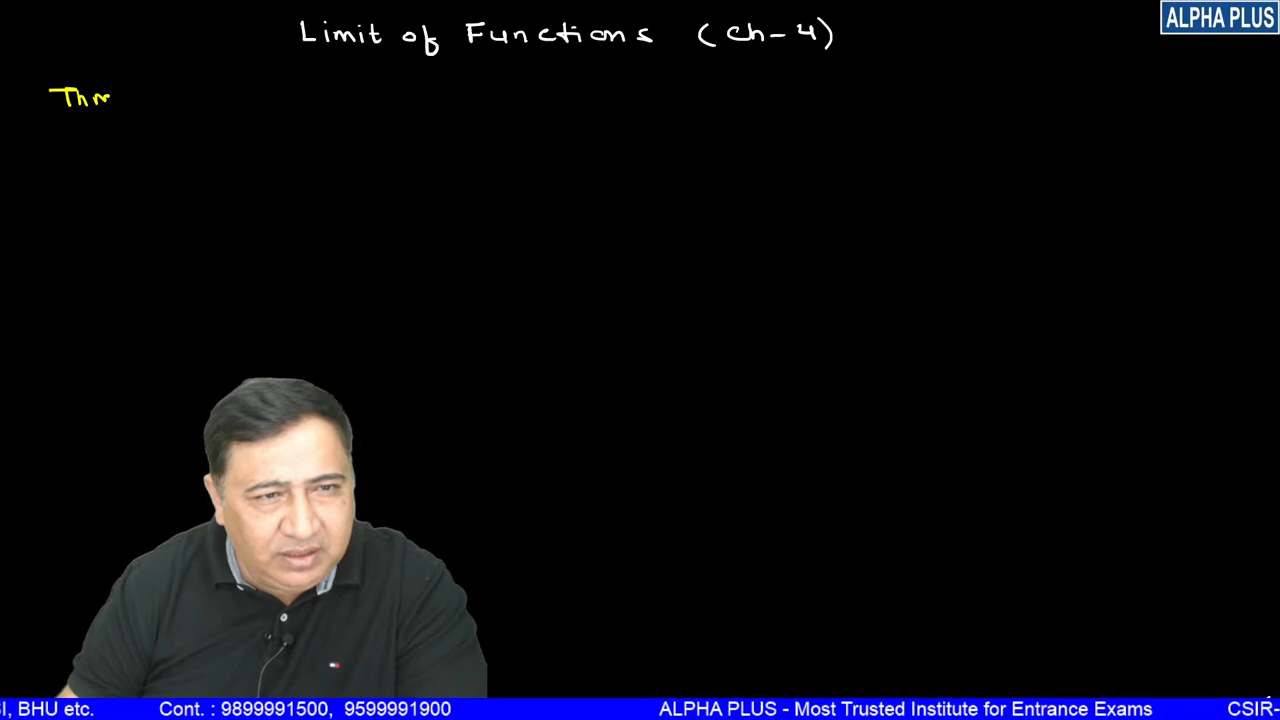 ALPHA PLUS
Limit of Functions (Ch-4)
Thm
SI, BHU etc. Cont. : 9899991500, 9599991900 ALPHA PLUS - Most Trusted Institute for Entrance Exams CSIR-